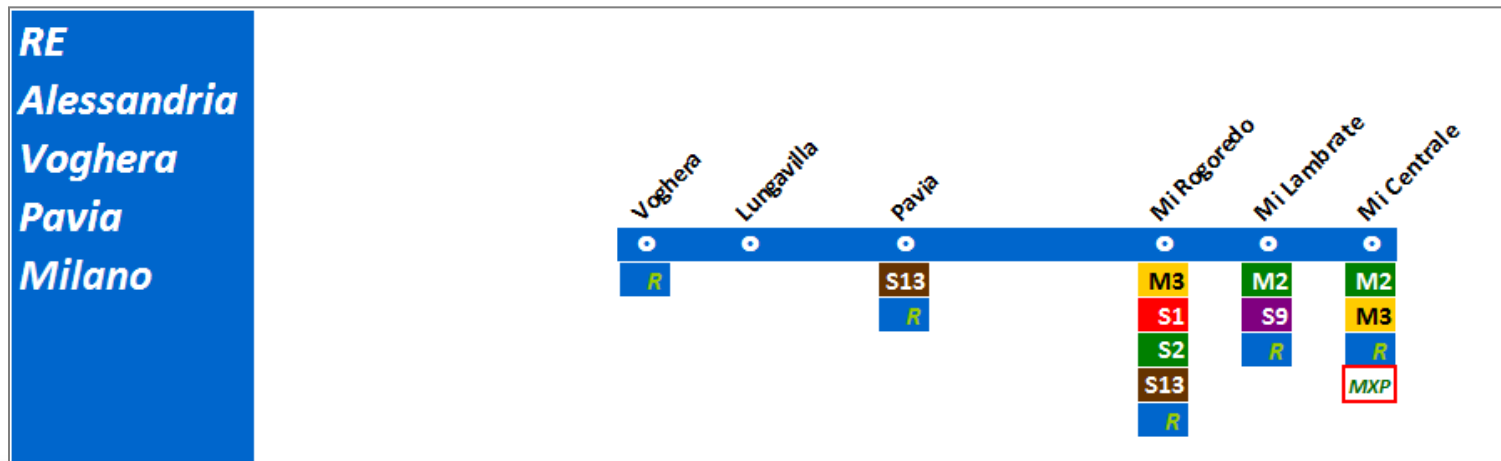 RE
Alessandria
Voghera
Pavia
Milano
Voghera
Lungavilla
Pavia
Mi Rogoredo
Mi Lambrate
Mi Centrale
R
S13
R
M3
S1
S2
S13
R
M2
S9
R
M2
M3
R
MXP